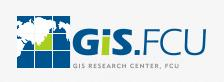 GiS.FCU
GIS RESEARCH CENTER, FCU